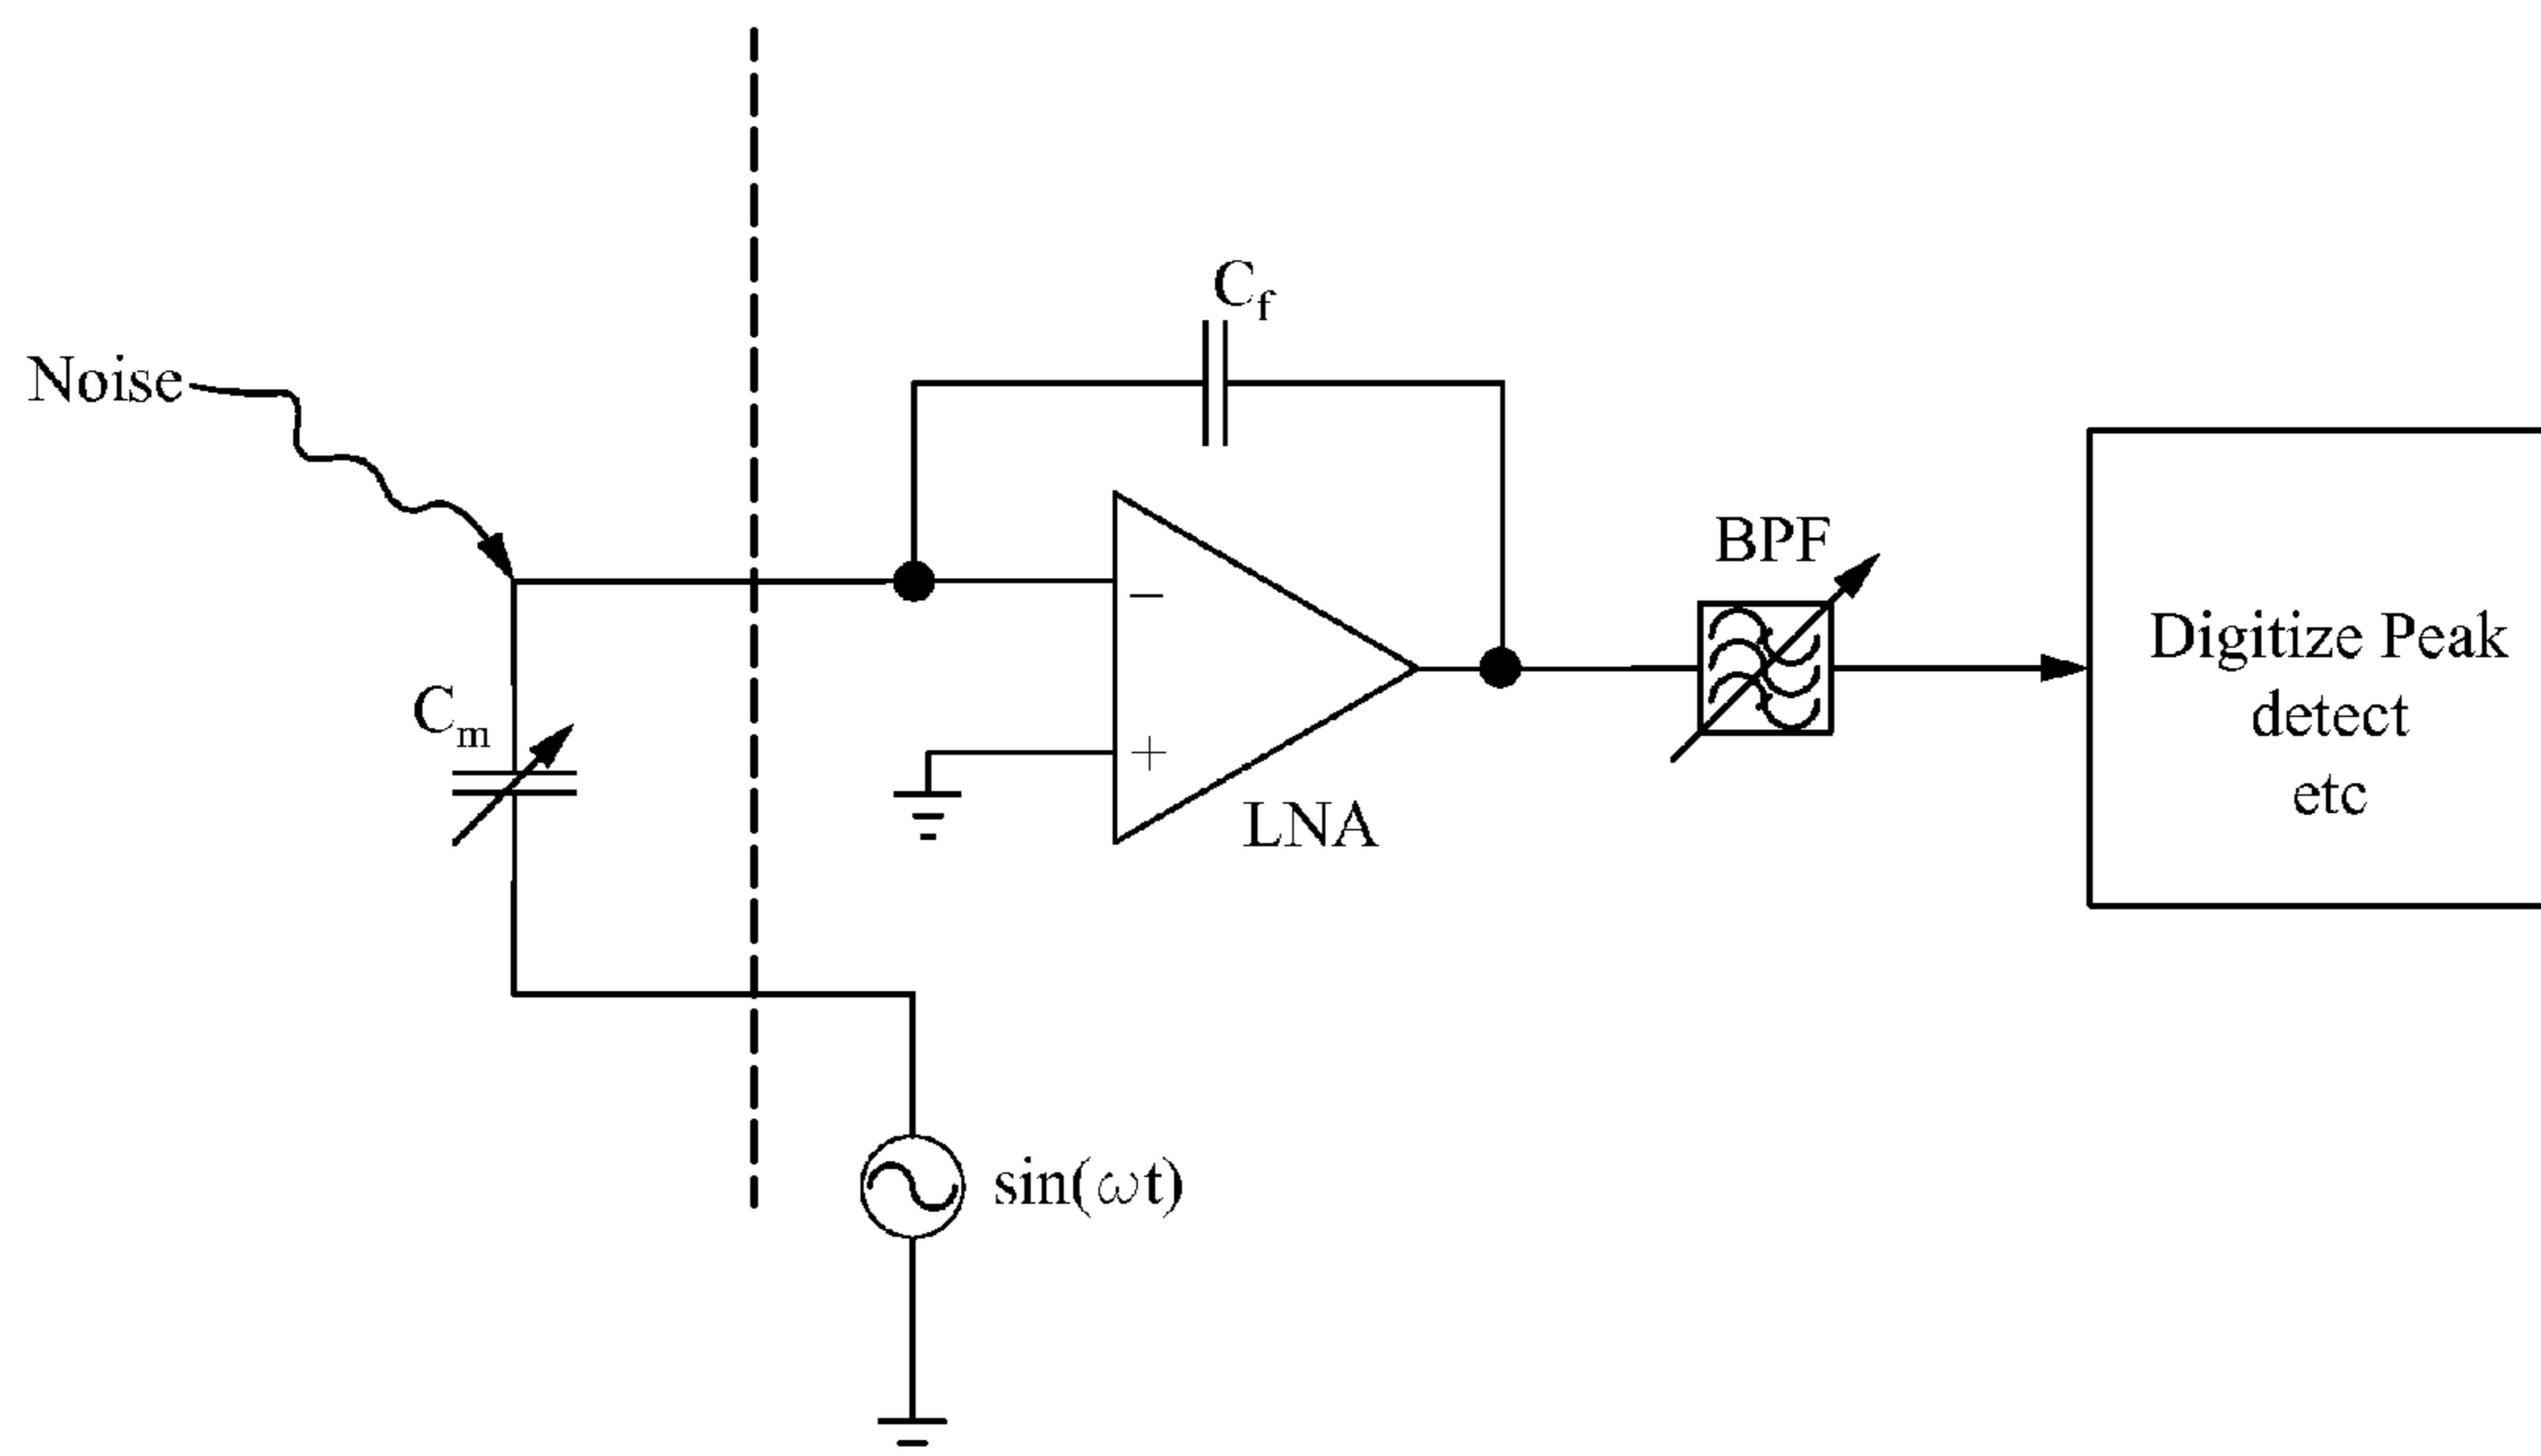 C_f
Noise
BPF
C_m
−
+
LNA
Digitize Peak
detect
etc
sin(ωt)